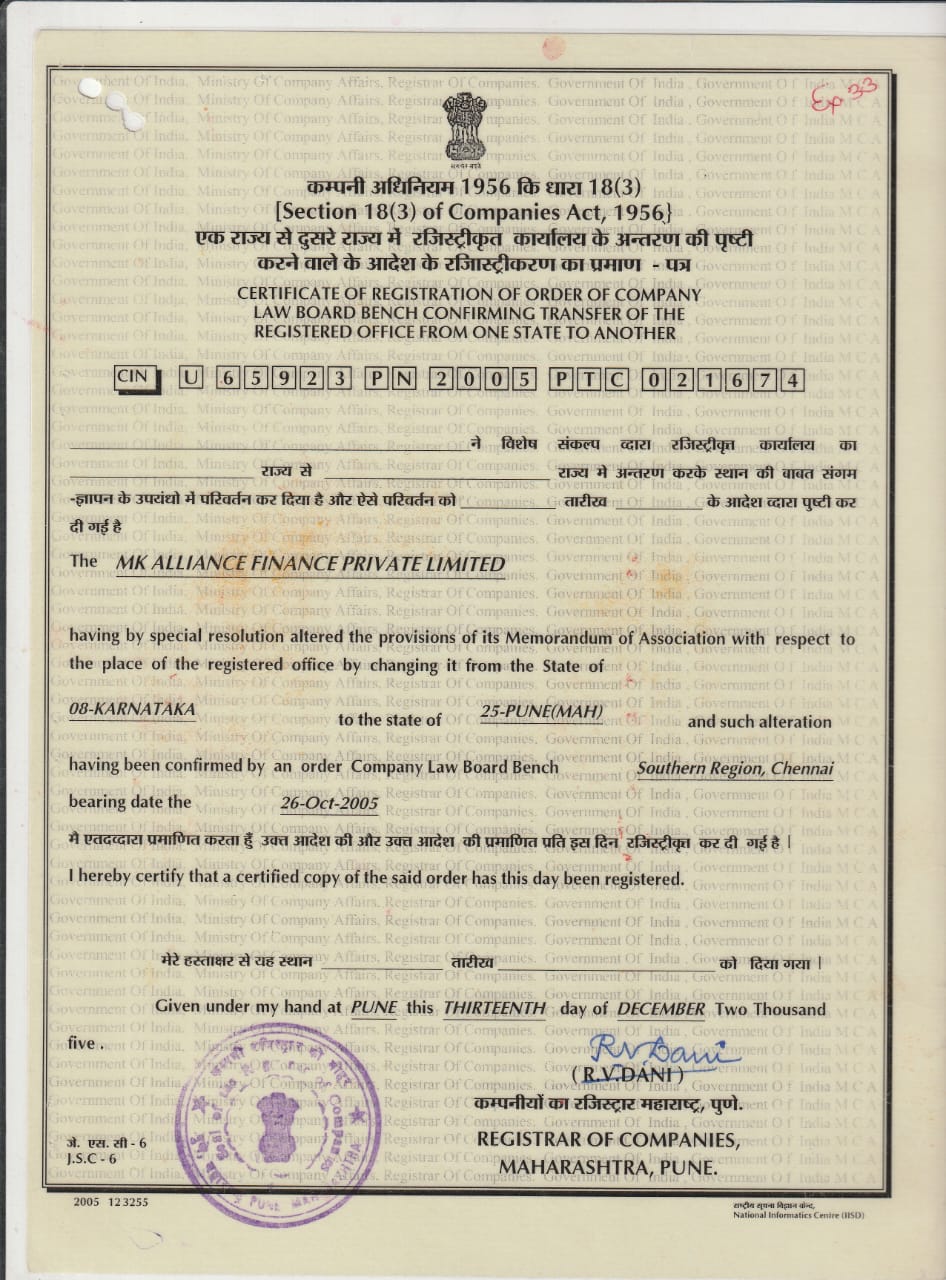 Ex 33
सत्यमेव जयते
कम्पनी अधिनियम 1956 कि धारा 18(3)
[Section 18(3) of Companies Act, 1956}
एक राज्य से दुसरे राज्य में रजिस्ट्रीकृत कार्यालय के अन्तरण की पृष्टी
करने वाले के आदेश के रजिास्ट्रीकरण का प्रमाण - पत्र
CERTIFICATE OF REGISTRATION OF ORDER OF COMPANY
LAW BOARD BENCH CONFIRMING TRANSFER OF THE
REGISTERED OFFICE FROM ONE STATE TO ANOTHER
CIN U 65923 PN 2005 PTC 021674
ने विशेष संकल्प व्दारा रजिस्ट्रीकृत कार्यालय का
राज्य से राज्य मे अन्तरण करके स्थान की बाबत संगम
-ज्ञापन के उपयंधो में परिवर्तन कर दिया है और ऐसे परिवर्तन को तारीख के आदेश व्दारा पुष्टी कर
दी गई है
The MK ALLIANCE FINANCE PRIVATE LIMITED
having by special resolution altered the provisions of its Memorandum of Association with respect to
the place of the registered office by changing it from the State of
08-KARNATAKA to the state of 25-PUNE(MAH) and such alteration
having been confirmed by an order Company Law Board Bench Southern Region, Chennai
bearing date the 26-Oct-2005
मै एतदव्दारा प्रमाणित करता हुँ उक्त आदेश की और उक्त आदेश की प्रमाणित प्रति इस दिन रजिस्ट्रीकृत कर दी गई है |
I hereby certify that a certified copy of the said order has this day been registered.
मेरे हस्ताक्षर से यह स्थान तारीख को दिया गया |
Given under my hand at PUNE this THIRTEENTH day of DECEMBER Two Thousand
five .
R.V.Dani
( R.V.DANI )
कम्पनीयों का रजिस्ट्रार महाराष्ट्र, पुणे.
REGISTRAR OF COMPANIES,
MAHARASHTRA, PUNE.
जे. एस. सी - 6
J.S.C - 6
2005 123255
राष्ट्रीय सूचना विज्ञान केन्द्र,
National Informatics Centre (IISD)